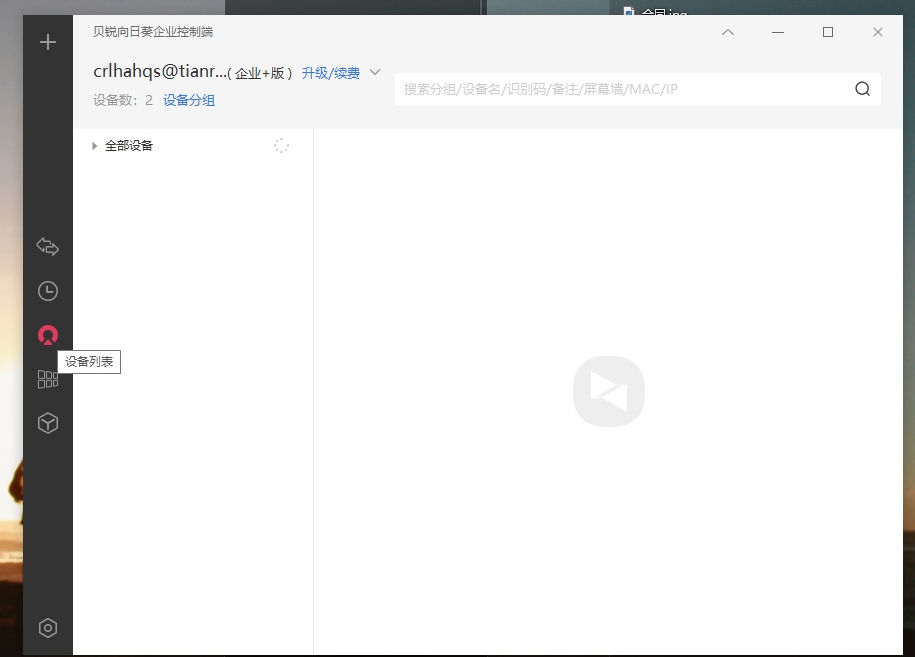 合同.jpg
贝锐向日葵企业控制端
crlhahqs@tianr...( 企业+版 ) 升级/续费
设备数: 2 设备分组
搜索分组/设备名/识别码/备注/屏幕墙/MAC/IP
全部设备
设备列表